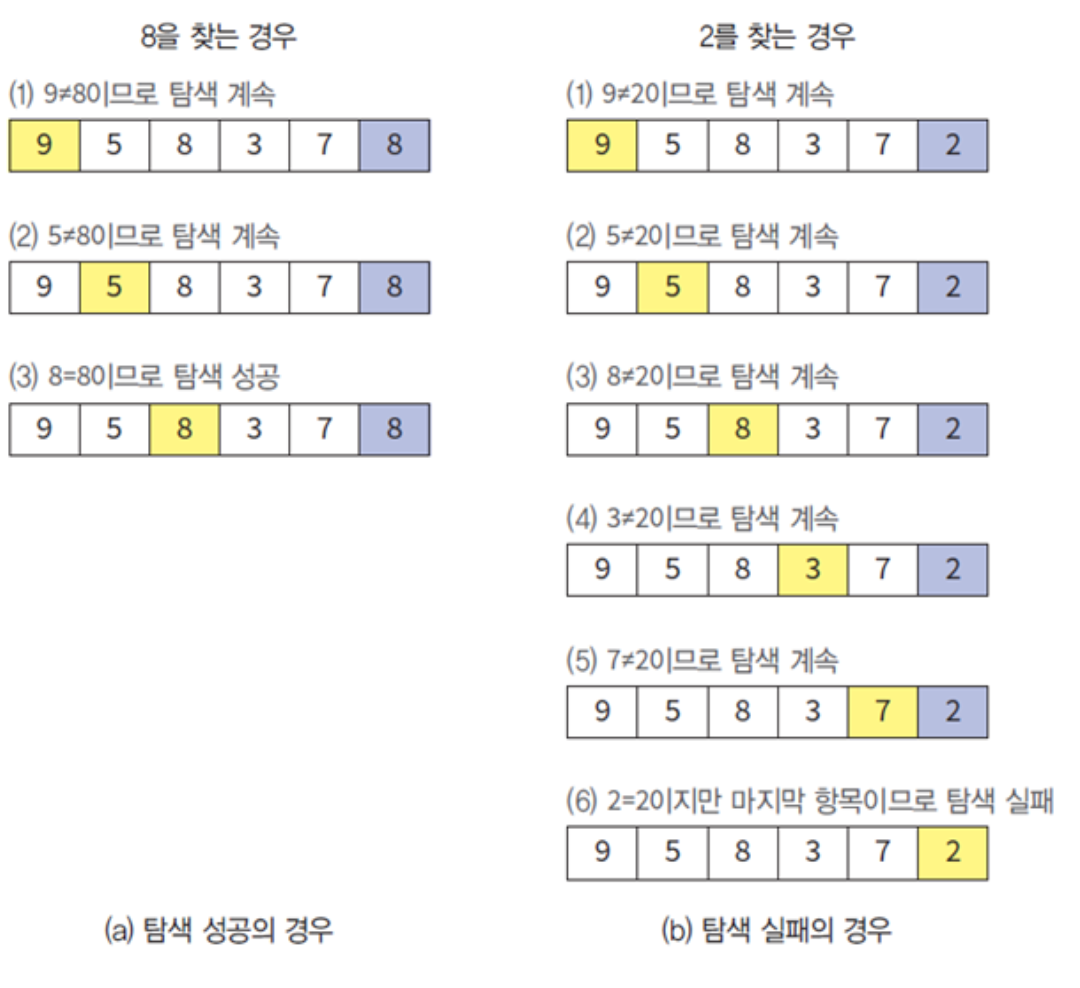 8을 찾는 경우
(1) 9≠8이므로 탐색 계속
9 5 8 3 7 8
(2) 5≠8이므로 탐색 계속
9 5 8 3 7 8
(3) 8=8이므로 탐색 성공
9 5 8 3 7 8
(a) 탐색 성공의 경우
2를 찾는 경우
(1) 9≠2이므로 탐색 계속
9 5 8 3 7 2
(2) 5≠2이므로 탐색 계속
9 5 8 3 7 2
(3) 8≠2이므로 탐색 계속
9 5 8 3 7 2
(4) 3≠2이므로 탐색 계속
9 5 8 3 7 2
(5) 7≠2이므로 탐색 계속
9 5 8 3 7 2
(6) 2=2이지만 마지막 항목이므로 탐색 실패
9 5 8 3 7 2
(b) 탐색 실패의 경우